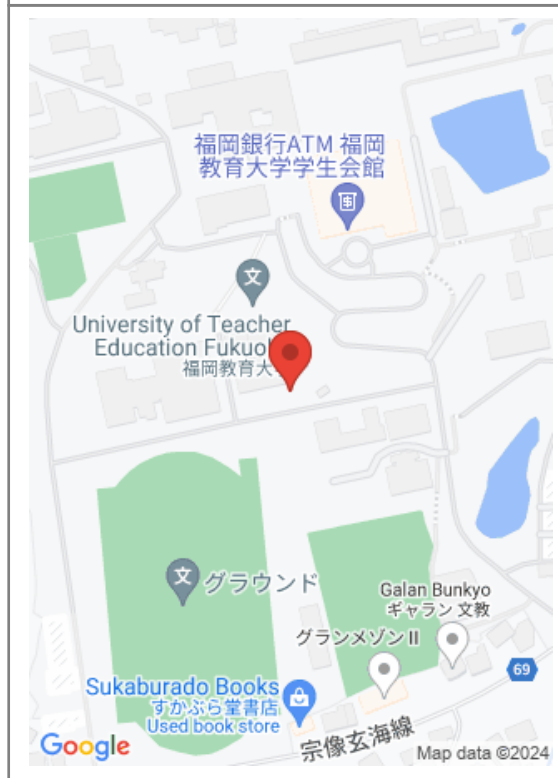 福岡銀行ATM 福岡
教育大学学生会館
University of Teacher
Education
福岡教育大
グラウンド
Galan Bunkyo
ギャラン 文教
グランメゾンⅡ
69
Sukaburado Books
すかぶら堂書店
Used book store
宗像玄海線
Google
Map data ©2024